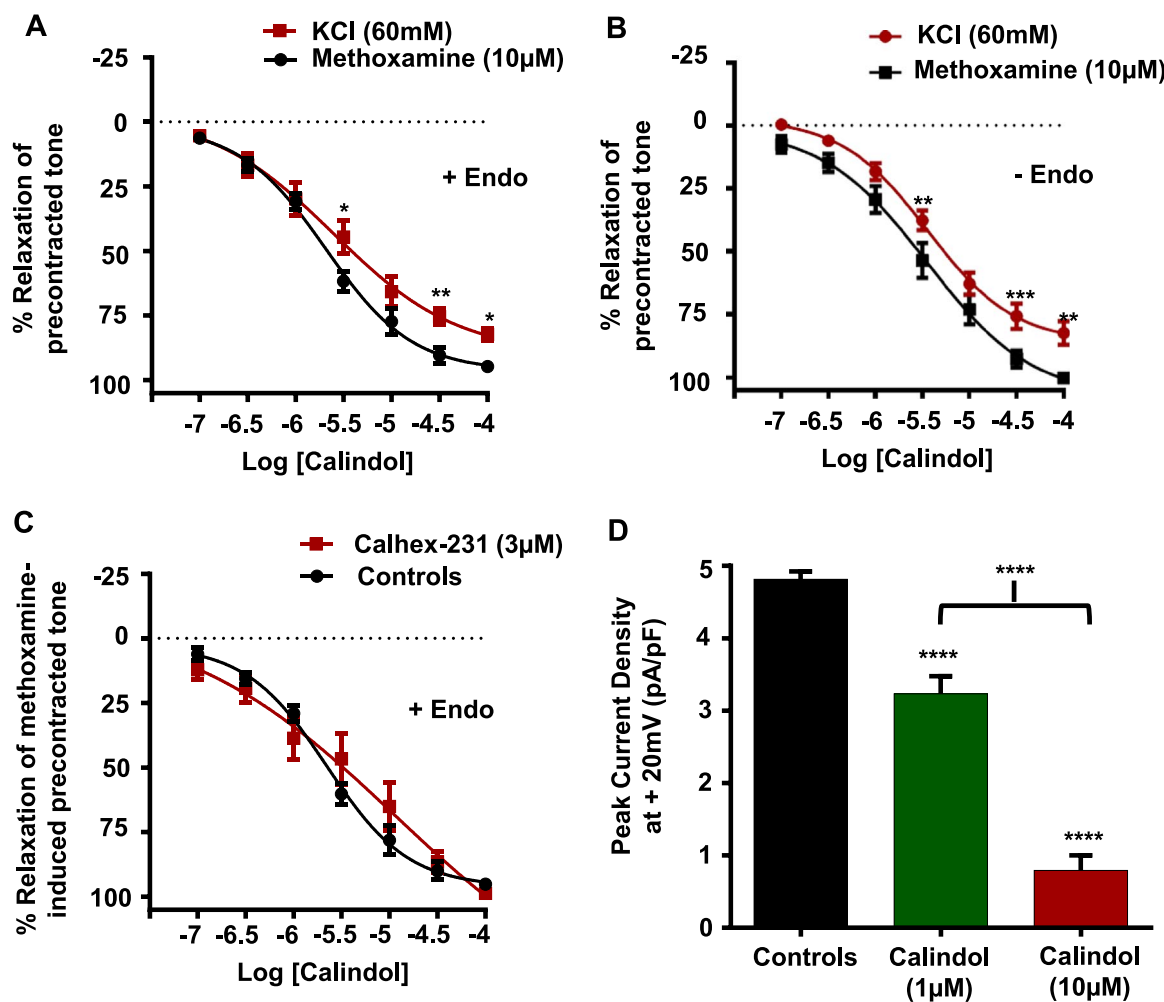 A
KCl (60mM)
Methoxamine (10µM)
-25
0
25
50
75
100
% Relaxation of
precontracted tone
+ Endo
*
**
*
-7 -6.5 -6 -5.5 -5 -4.5 -4
Log [Calindol]
B
KCl (60mM)
Methoxamine (10µM)
-25
0
25
50
75
100
% Relaxation of
precontracted tone
- Endo
**
***
**
-7 -6.5 -6 -5.5 -5 -4.5 -4
Log [Calindol]
C
Calhex-231 (3µM)
Controls
-25
0
25
50
75
100
% Relaxation of methoxamine-
induced precontracted tone
+ Endo
-7 -6.5 -6 -5.5 -5 -4.5 -4
Log [Calindol]
D
5
4
3
2
1
0
Peak Current Density
at + 20mV (pA/pF)
****
****
****
Controls
Calindol
(1µM)
Calindol
(10µM)